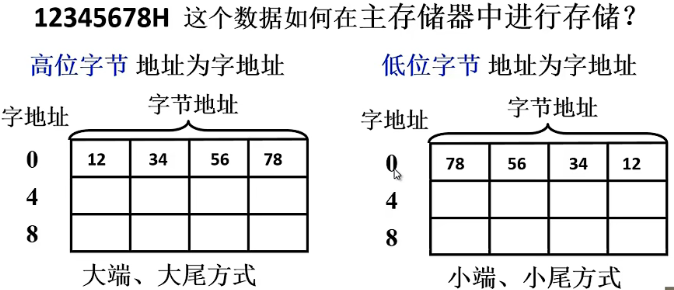 12345678H 这个数据如何在主存储器中进行存储？
高位字节 地址为字地址
低位字节 地址为字地址
字地址
字节地址
0 12 34 56 78
4
8
大端、大尾方式
字地址
字节地址
0 78 56 34 12
4
8
小端、小尾方式